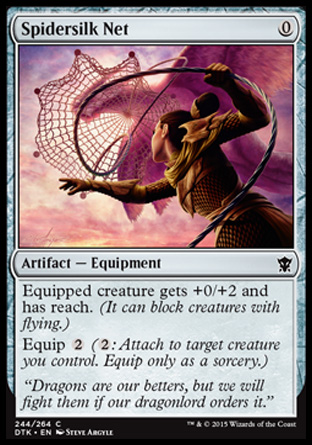 Spidersilk Net 0
Artifact — Equipment
Equipped creature gets +0/+2 and
has reach. (It can block creatures with
flying.)
Equip 2 (2: Attach to target creature
you control. Equip only as a sorcery.)
“Dragons are our betters, but we will
fight them if our dragonlord orders it.”
244/264 C
DTK • EN Steve Argyle
™ & © 2015 Wizards of the Coast